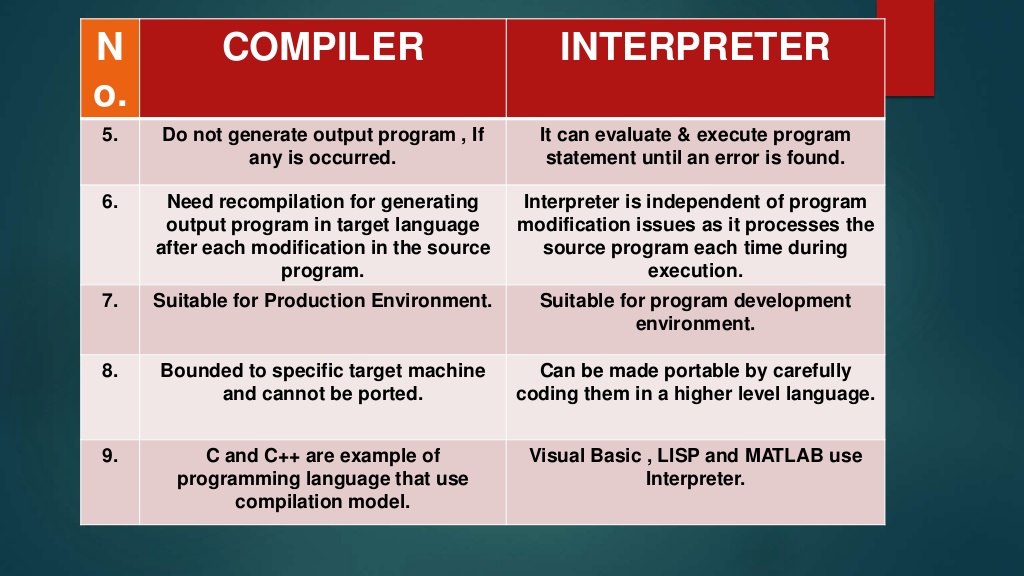 No.
COMPILER
INTERPRETER
5.
Do not generate output program , If
any is occurred.
It can evaluate & execute program
statement until an error is found.
6.
Need recompilation for generating
output program in target language
after each modification in the source
program.
Interpreter is independent of program
modification issues as it processes the
source program each time during
execution.
7.
Suitable for Production Environment.
Suitable for program development
environment.
8.
Bounded to specific target machine
and cannot be ported.
Can be made portable by carefully
coding them in a higher level language.
9.
C and C++ are example of
programming language that use
compilation model.
Visual Basic , LISP and MATLAB use
Interpreter.